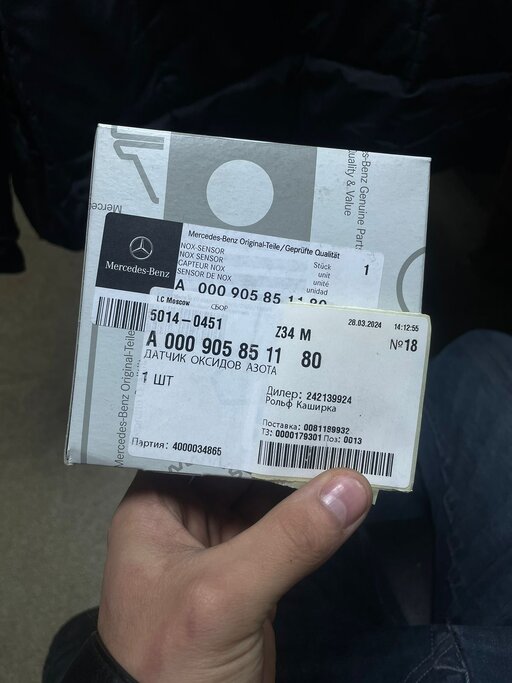 s-Benz Genuine Parts
uality & Value
Merce
Mercedes-Benz Original-Teile
Mercedes-Benz
Mercedes-Benz Original-Teile/Geprüfte Qualität
NOX-SENSOR
NOX SENSOR
CAPTEUR NOX
SENSOR DE NOX
Stück
unit
unité
unidad
1
A 000 905 85 11 80
LC Moscow
СБОР
5014-0451
Z34 M
28.03.2024
14:12:55
№18
A 000 905 85 11 80
ДАТЧИК ОКСИДОВ АЗОТА
1 ШТ
Дилер: 242139924
Рольф Каширка
Поставка: 0081189932
ТЗ: 0000179301 Поз: 0013
Партия: 4000034865